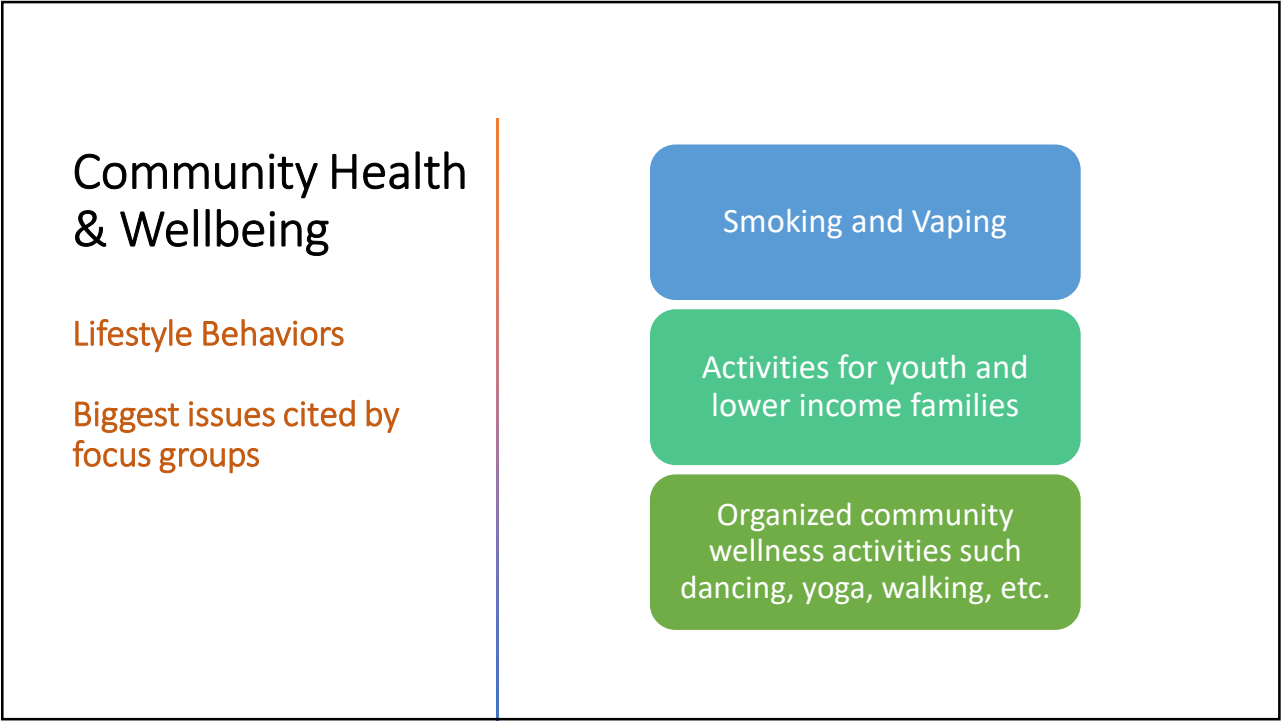 Community Health
& Wellbeing
Lifestyle Behaviors
Biggest issues cited by
focus groups
Smoking and Vaping
Activities for youth and
lower income families
Organized community
wellness activities such
dancing, yoga, walking, etc.